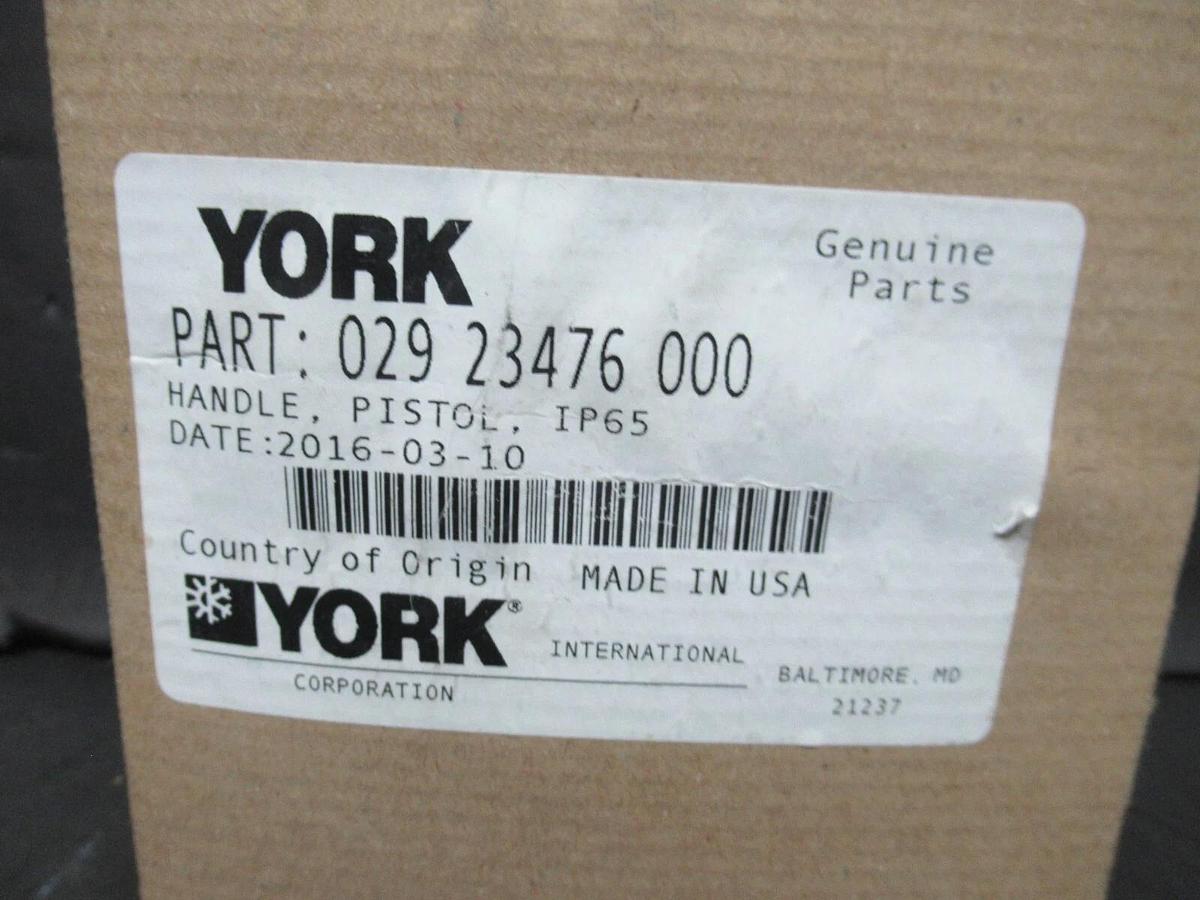 YORK
Genuine
Parts
PART: 029 23476 000
HANDLE, PISTOL, IP65
DATE:2016-03-10
Country of Origin MADE IN USA
YORK® INTERNATIONAL
CORPORATION
BALTIMORE, MD
21237